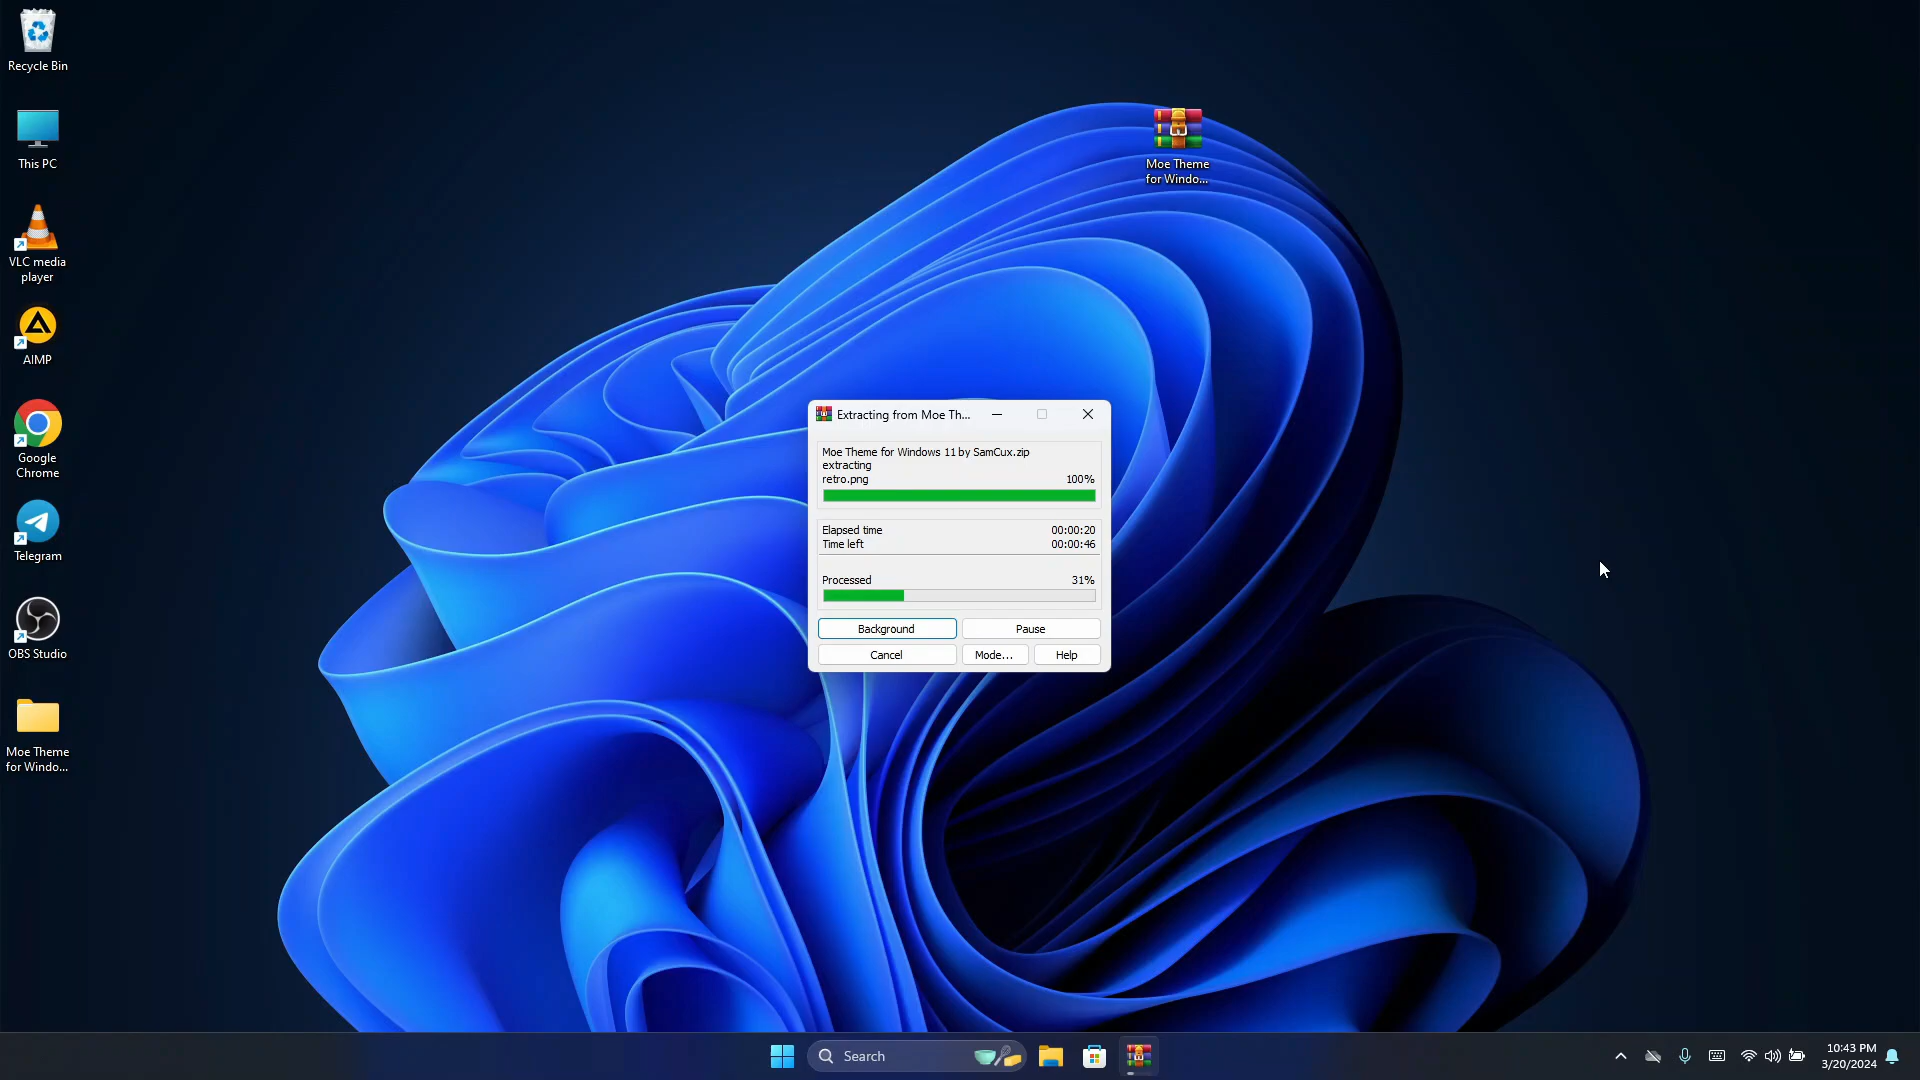 Recycle Bin
This PC
VLC media
player
AIMP
Google
Chrome
Telegram
OBS Studio
Moe Theme
for Windo...
Moe Theme
for Windo...
Extracting from Moe Th...
Moe Theme for Windows 11 by SamCux.zip
extracting
retro.png 100%
Elapsed time 00:00:20
Time left 00:00:46
Processed 31%
Background Pause
Cancel Mode... Help
Search
10:43 PM
3/20/2024